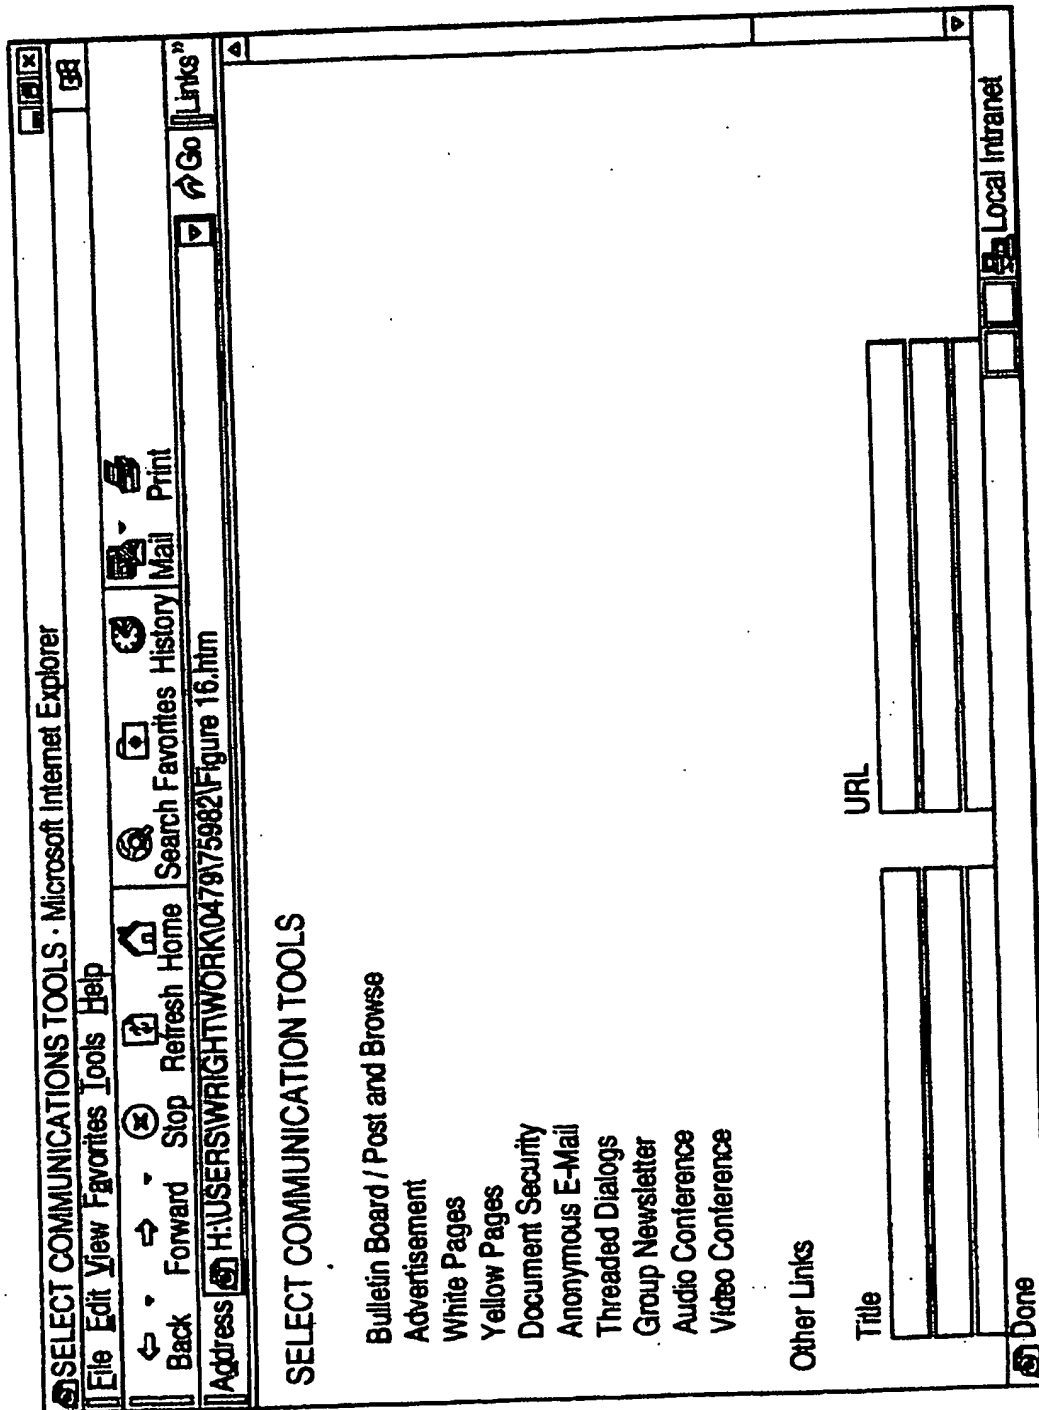 SELECT COMMUNICATIONS TOOLS - Microsoft Internet Explorer
File Edit View Favorites Tools Help
Back Forward Stop Refresh Home Search Favorites History Mail Print
Address H:\USERS\WRIGHT\WORK\0479\75982\Figure 16.htm Go Links"
SELECT COMMUNICATION TOOLS
Bulletin Board / Post and Browse
Advertisement
White Pages
Yellow Pages
Document Security
Anonymous E-Mail
Threaded Dialogs
Group Newsletter
Audio Conference
Video Conference
Other Links
Title URL
Done Local Intranet